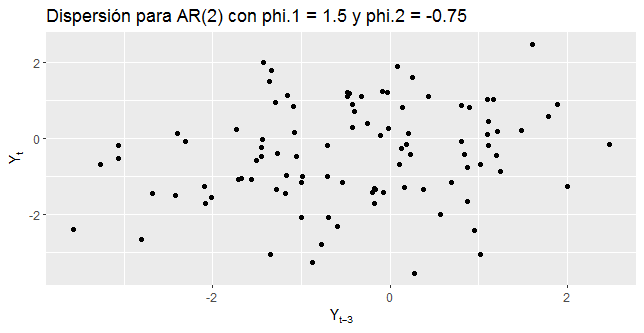 Dispersión para AR(2) con phi.1 = 1.5 y phi.2 = -0.75
2
0
-2
Yt
-2
0
2
Yt−3